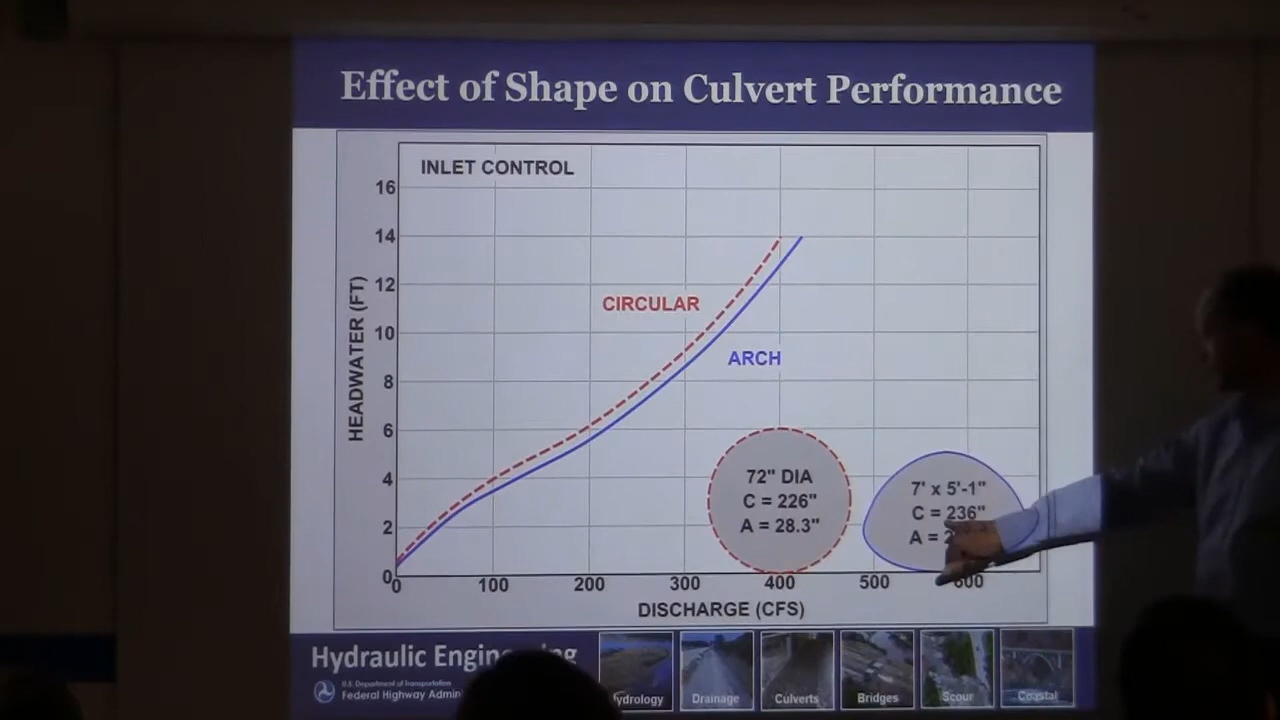 Effect of Shape on Culvert Performance
INLET CONTROL
16
14
12
10
8
6
4
2
0
HEADWATER (FT)
CIRCULAR
ARCH
72" DIA
C = 226"
A = 28.3"
7' x 5'-1"
C = 236"
A = 2
0
100
200
300
400
500
600
DISCHARGE (CFS)
Hydraulic Engineering
U.S. Department of Transportation
Federal Highway Admin
ydrology
Drainage
Culverts
Bridges
Scour
Coastal